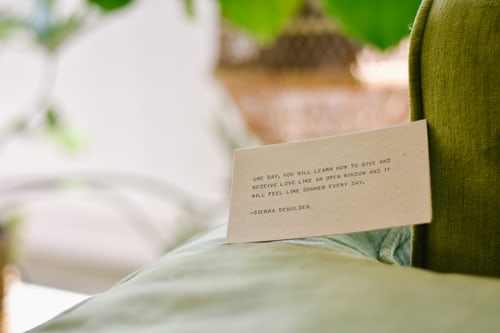 ONE DAY, YOU WILL LEARN HOW TO GIVE AND
RECEIVE LOVE LIKE AN OPEN WINDOW AND IT
WILL FEEL LIKE SUMMER EVERY DAY.
-SIERRA DEMULDER